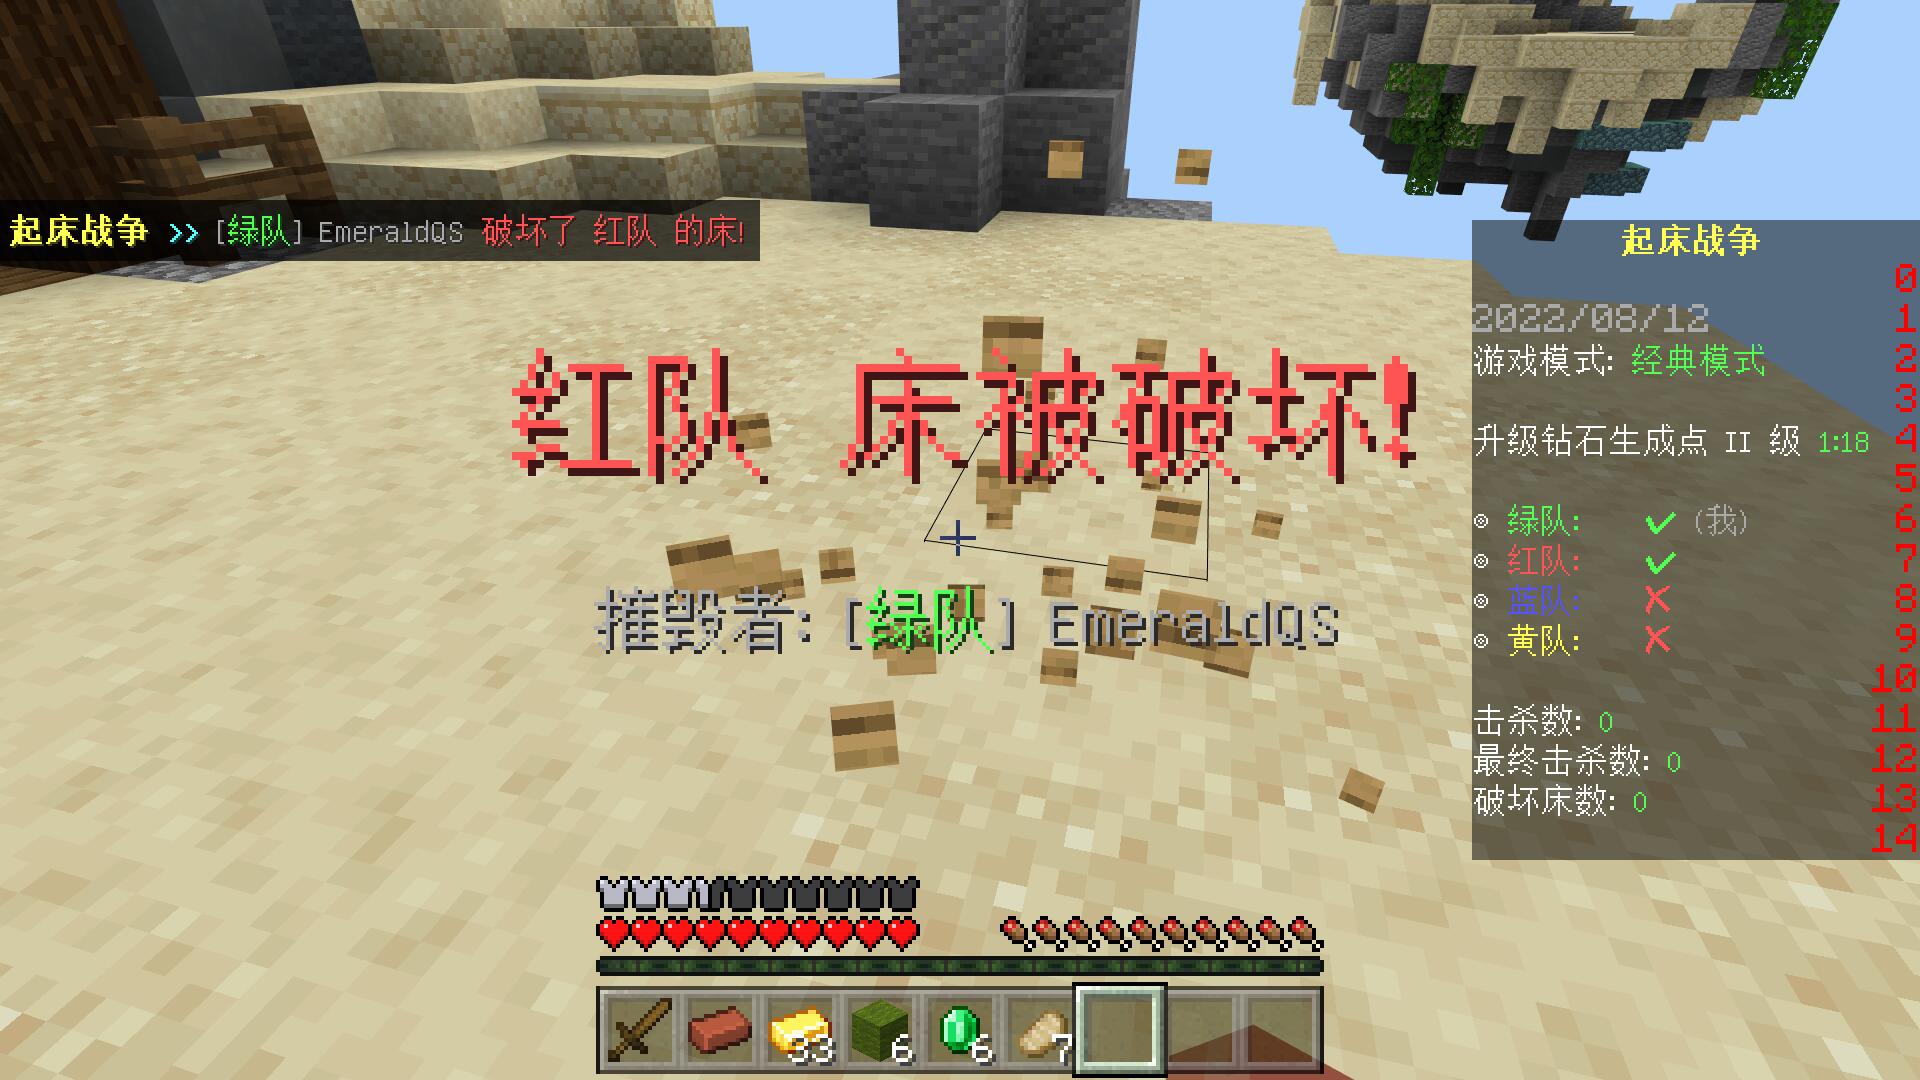 起床战争 >> [绿队] EmeraldQS 破坏了 红队 的床!
红队 床被破坏!
摧毁者: [绿队] EmeraldQS
起床战争
0
2022/08/12 1
游戏模式: 经典模式 2
3
升级钻石生成点 II 级 1:18 4
5
◎ 绿队: ✔ (我) 6
◎ 红队: ✔ 7
◎ 蓝队: ✘ 8
◎ 黄队: ✘ 9
10
击杀数: 0 11
最终击杀数: 0 12
破坏床数: 0 13
14
33 6 6 7